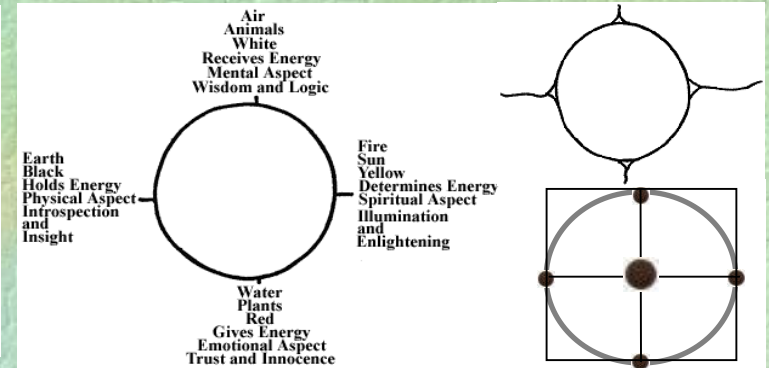 Air
Animals
White
Receives Energy
Mental Aspect
Wisdom and Logic
Earth
Black
Holds Energy
Physical Aspect
Introspection
and
Insight
Fire
Sun
Yellow
Determines Energy
Spiritual Aspect
Illumination
and
Enlightening
Water
Plants
Red
Gives Energy
Emotional Aspect
Trust and Innocence